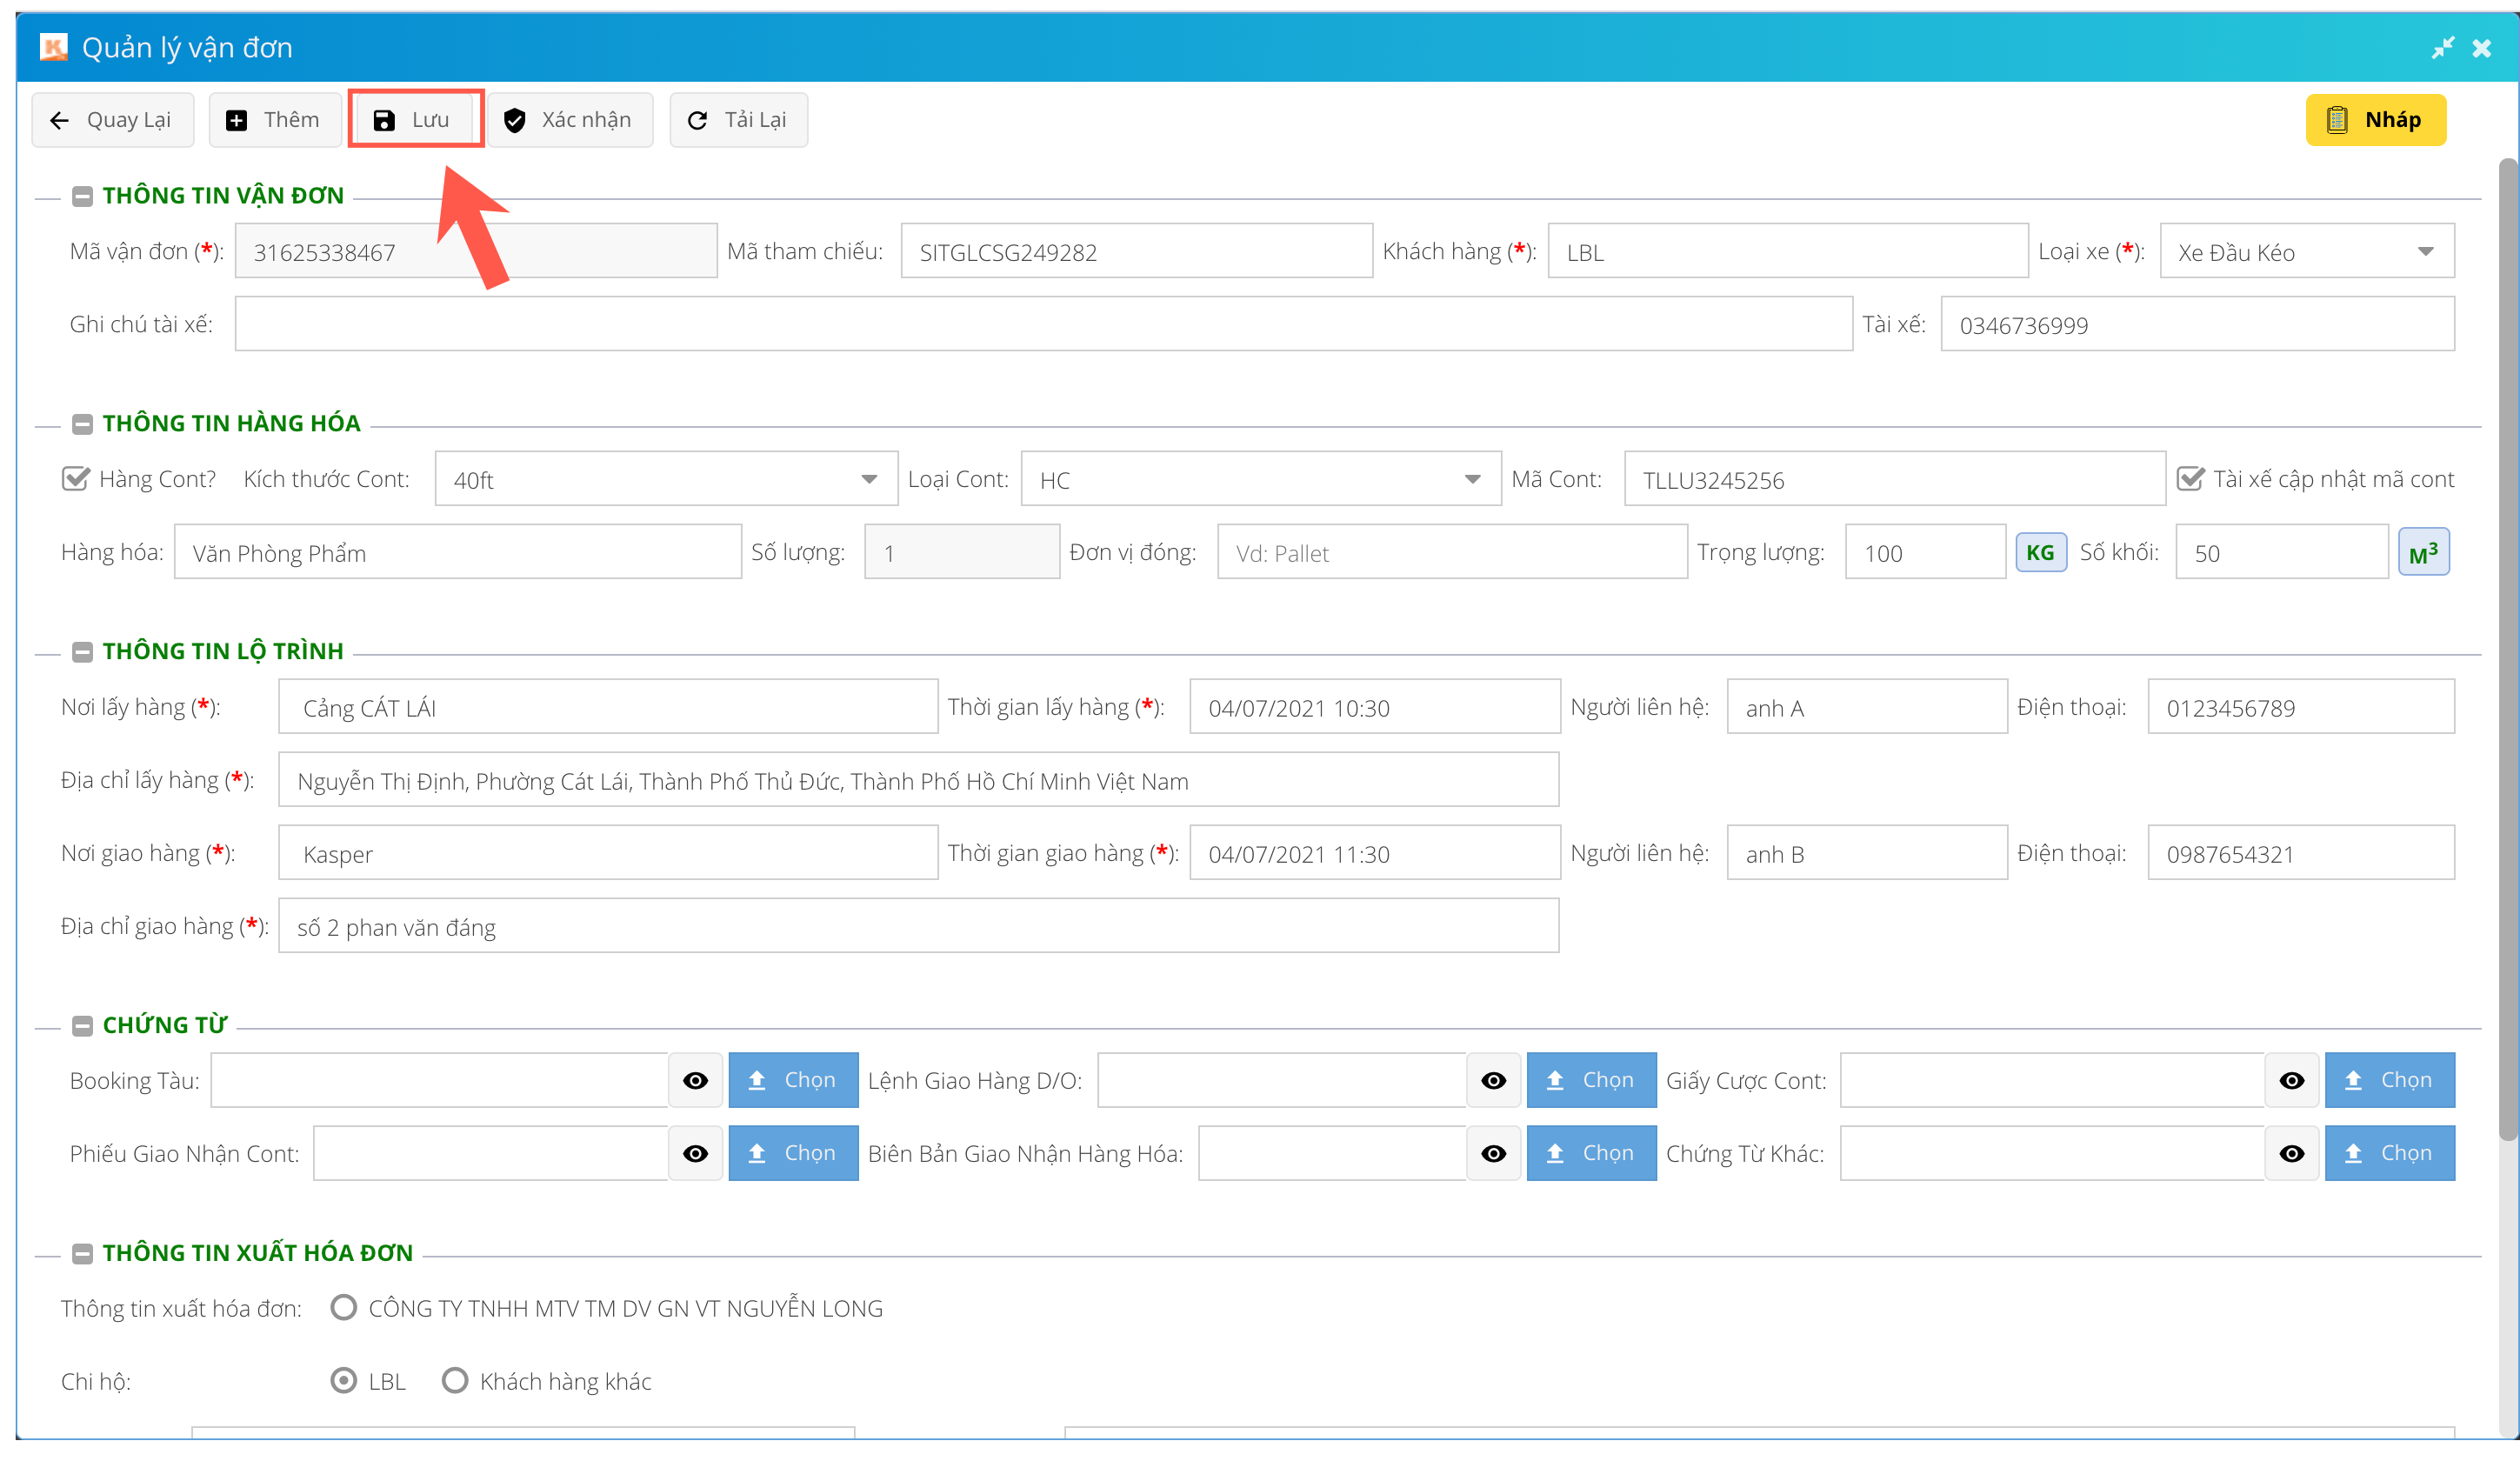 Quản lý vận đơn
Quay Lại Thêm Lưu Xác nhận Tải Lại Nháp
THÔNG TIN VẬN ĐƠN
Mã vận đơn (*): 31625338467 Mã tham chiếu: SITGLCSG249282 Khách hàng (*): LBL Loại xe (*): Xe Đầu Kéo
Ghi chú tài xế: Tài xế: 0346736999
THÔNG TIN HÀNG HÓA
Hàng Cont? Kích thước Cont: 40ft Loại Cont: HC Mã Cont: TLLU3245256 Tài xế cập nhật mã cont
Hàng hóa: Văn Phòng Phẩm Số lượng: 1 Đơn vị đóng: Vd: Pallet Trọng lượng: 100 KG Số khối: 50 M³
THÔNG TIN LỘ TRÌNH
Nơi lấy hàng (*): Cảng CÁT LÁI Thời gian lấy hàng (*): 04/07/2021 10:30 Người liên hệ: anh A Điện thoại: 0123456789
Địa chỉ lấy hàng (*): Nguyễn Thị Định, Phường Cát Lái, Thành Phố Thủ Đức, Thành Phố Hồ Chí Minh Việt Nam
Nơi giao hàng (*): Kasper Thời gian giao hàng (*): 04/07/2021 11:30 Người liên hệ: anh B Điện thoại: 0987654321
Địa chỉ giao hàng (*): số 2 phan văn đáng
CHỨNG TỪ
Booking Tàu: Chọn Lệnh Giao Hàng D/O: Chọn Giấy Cược Cont: Chọn
Phiếu Giao Nhận Cont: Chọn Biên Bản Giao Nhận Hàng Hóa: Chọn Chứng Từ Khác: Chọn
THÔNG TIN XUẤT HÓA ĐƠN
Thông tin xuất hóa đơn: CÔNG TY TNHH MTV TM DV GN VT NGUYỄN LONG
Chi hộ: LBL Khách hàng khác